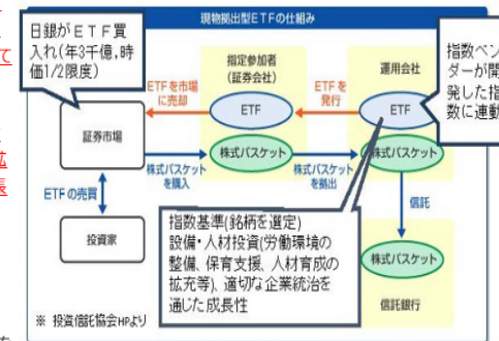 て
拡
現物拠出型ETFの仕組み
日銀がＥＴＦ買
入れ(年3千億,時
価1/2限度)
指定参加者
(証券会社)
運用会社
指数ベン
ダーが開
発した指
数に連動
ETFを市場
に売却
ETFを
発行
ETF
ETF
証券市場
株式バスケット
株式バスケット
株式バスケット
を購入
株式バスケット
を拠出
ETFの売買
信託
投資家
指数基準(銘柄を選定)
設備・人材投資(労働環境の
整備、保育支援、人材育成の
拡充等)、適切な企業統治を
通じた成長性
株式バスケット
信託銀行
※ 投資信託協会HPより